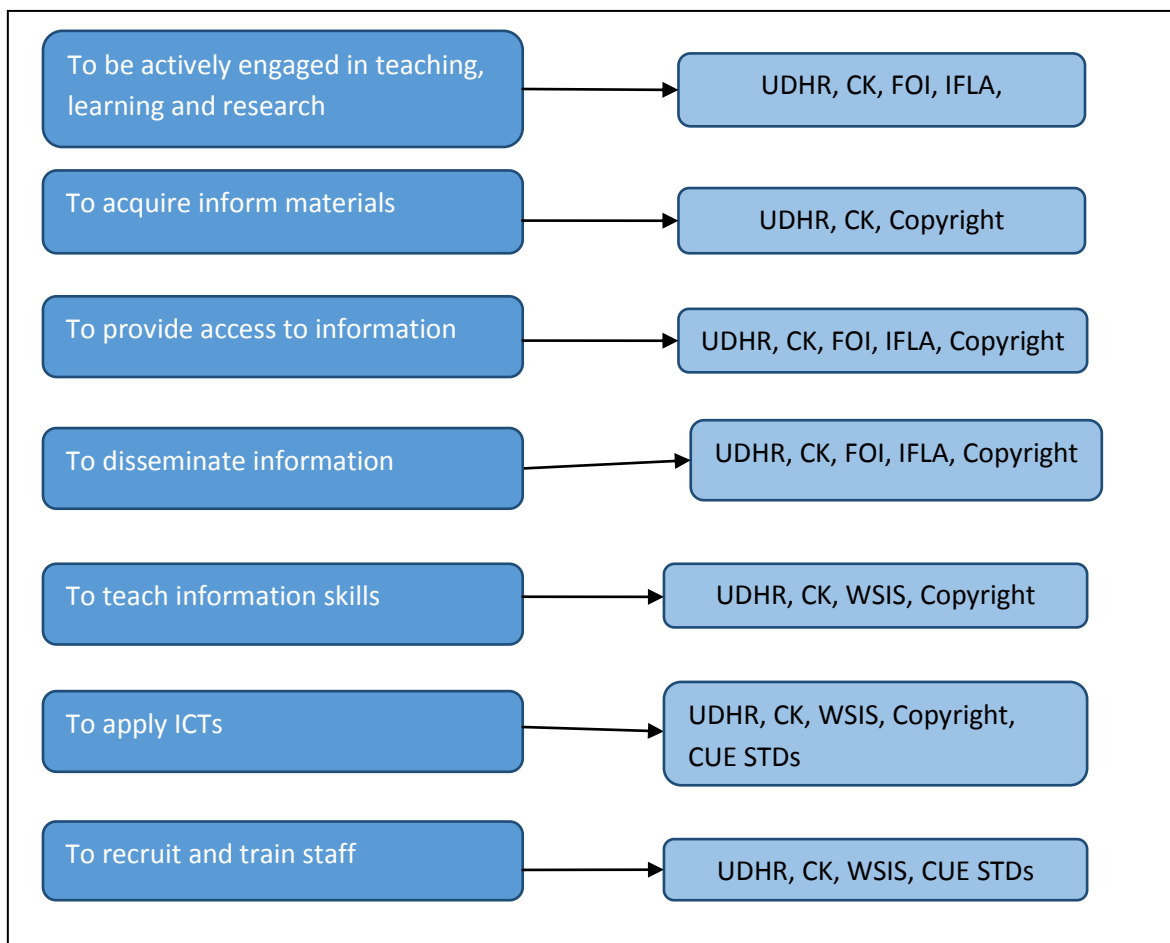 To be actively engaged in teaching,
learning and research
UDHR, CK, FOI, IFLA,
To acquire inform materials
UDHR, CK, Copyright
To provide access to information
UDHR, CK, FOI, IFLA, Copyright
To disseminate information
UDHR, CK, FOI, IFLA, Copyright
To teach information skills
UDHR, CK, WSIS, Copyright
To apply ICTs
UDHR, CK, WSIS, Copyright,
CUE STDs
To recruit and train staff
UDHR, CK, WSIS, CUE STDs